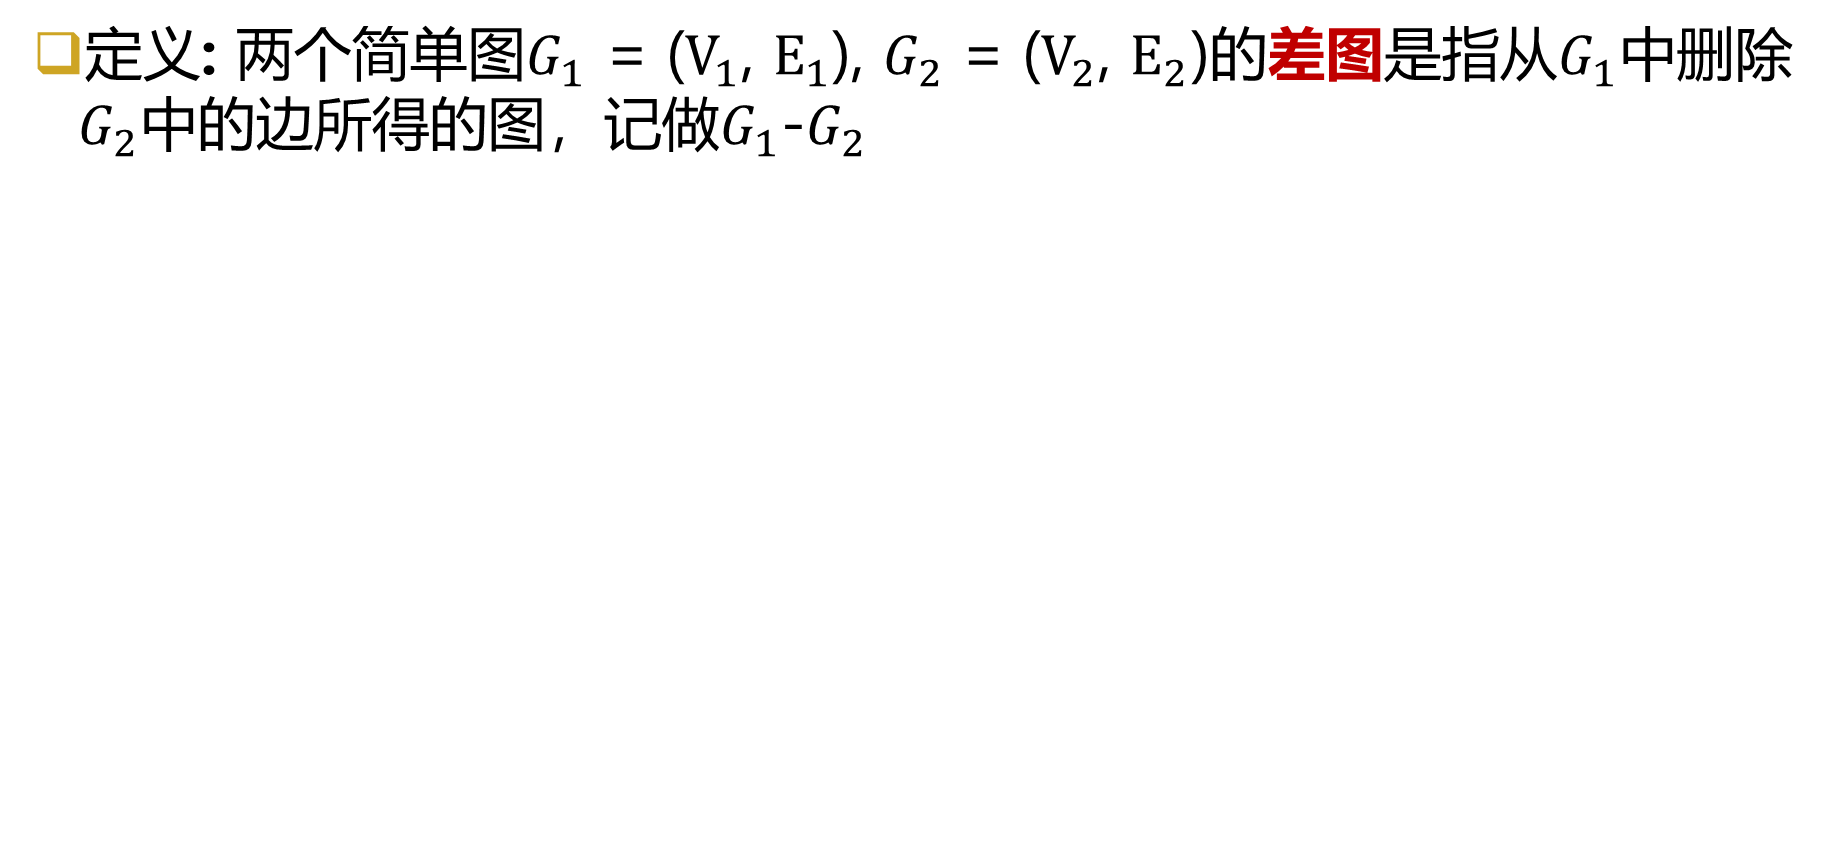 ❑定义: 两个简单图G₁ = (V₁, E₁), G₂ = (V₂, E₂)的差图是指从G₁中删除
G₂中的边所得的图，记做G₁-G₂